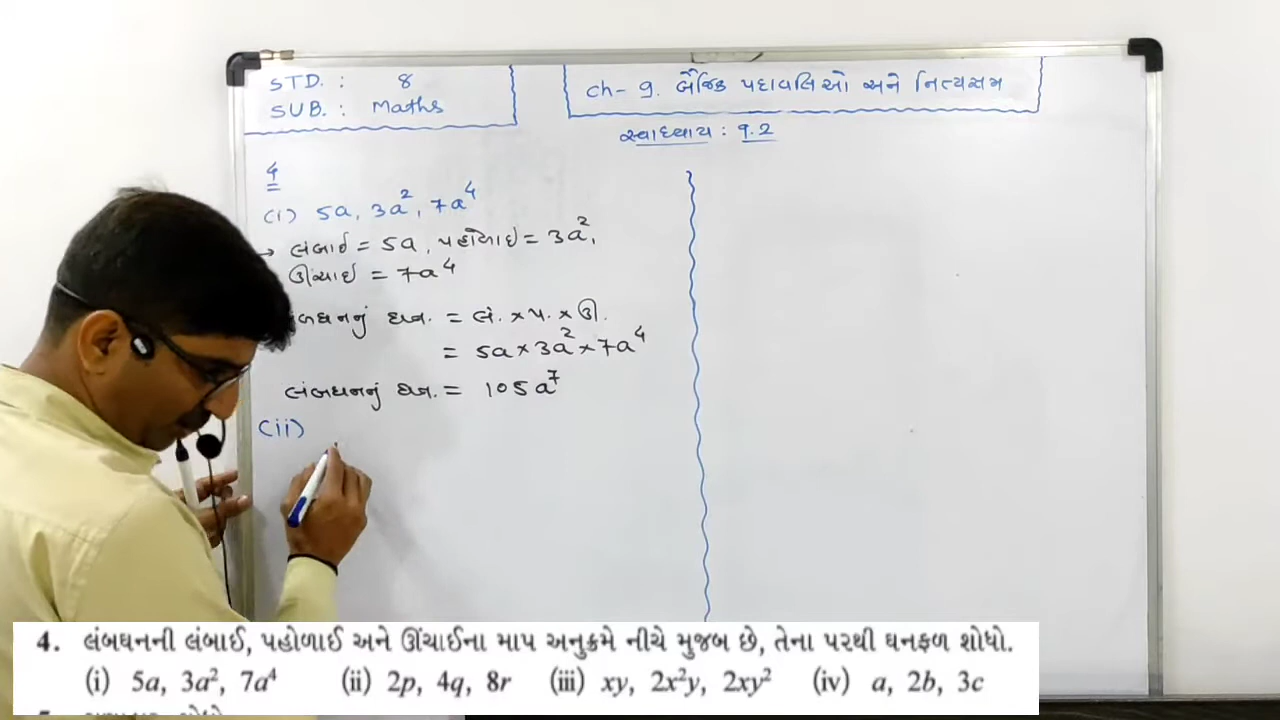 STD. : 8
SUB. : Maths
Ch-9. બૈજિક પદાવલિઓ અને નિત્યસમ
સ્વાધ્યાય : 9.2
4
(i) 5a, 3a², 7a⁴
→ લંબાઈ = 5a, પહોળાઈ = 3a²,
ઊંચાઈ = 7a⁴
લંબઘનનું ઘ.ફ. = લં. × પ. × ઊ.
= 5a × 3a² × 7a⁴
લંબઘનનું ઘ.ફ. = 105a⁷
(ii)
4. લંબઘનની લંબાઈ, પહોળાઈ અને ઊંચાઈના માપ અનુક્રમે નીચે મુજબ છે, તેના પરથી ઘનફળ શોધો.
(i) 5a, 3a², 7a⁴ (ii) 2p, 4q, 8r (iii) xy, 2x²y, 2xy² (iv) a, 2b, 3c